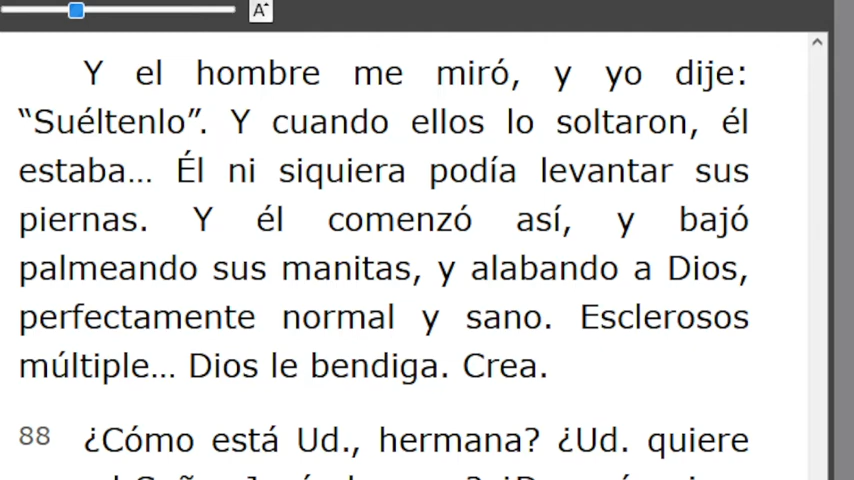 A
Y el hombre me miró, y yo dije:
“Suéltenlo”. Y cuando ellos lo soltaron, él
estaba... Él ni siquiera podía levantar sus
piernas. Y él comenzó así, y bajó
palmeando sus manitas, y alabando a Dios,
perfectamente normal y sano. Esclerosos
múltiple... Dios le bendiga. Crea.
88 ¿Cómo está Ud., hermana? ¿Ud. quiere